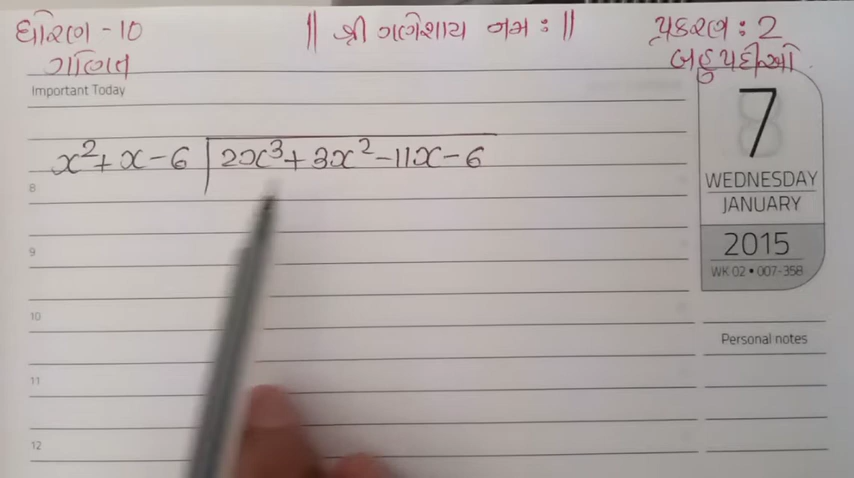 ધોરણ -10 || શ્રી ગણેશાય નમઃ || પ્રકરણ : 2
ગણિત બહુપદીઓ
Important Today
7
x² + x - 6 | 2x³ + 3x² - 11x - 6
8
WEDNESDAY
JANUARY
9
2015
WK 02 • 007-358
10
Personal notes
11
12